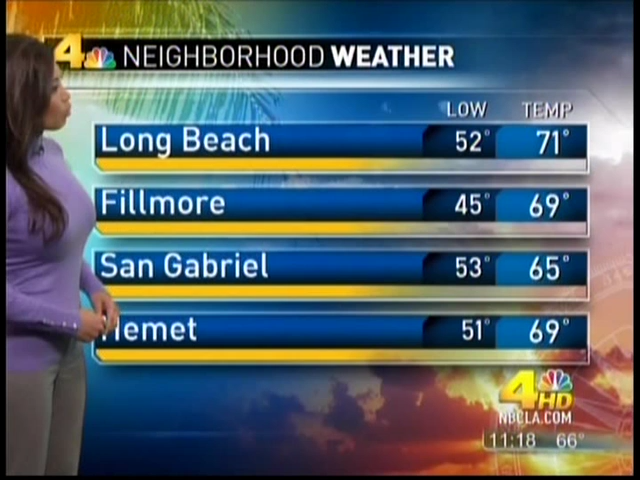 4 NEIGHBORHOOD WEATHER
LOW TEMP
Long Beach 52° 71°
Fillmore 45° 69°
San Gabriel 53° 65°
Hemet 51° 69°
4HD
NBCLA.COM
11:18 66°